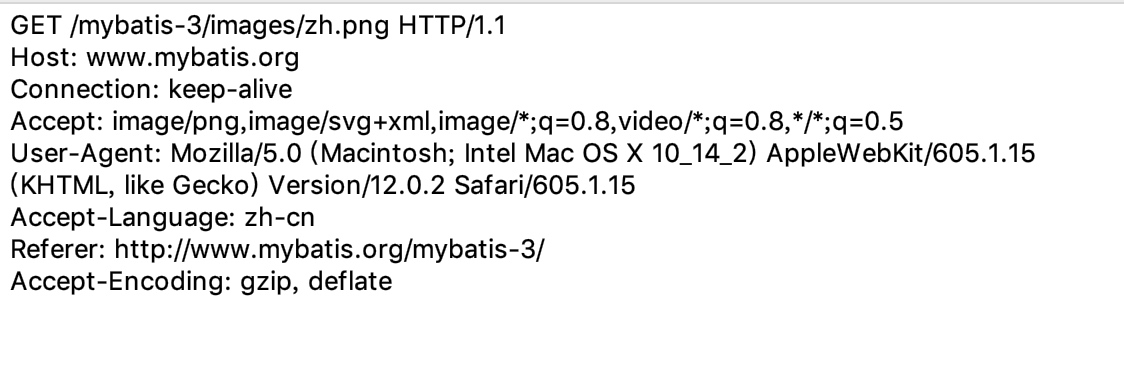 GET /mybatis-3/images/zh.png HTTP/1.1
Host: www.mybatis.org
Connection: keep-alive
Accept: image/png,image/svg+xml,image/*;q=0.8,video/*;q=0.8,*/*;q=0.5
User-Agent: Mozilla/5.0 (Macintosh; Intel Mac OS X 10_14_2) AppleWebKit/605.1.15
(KHTML, like Gecko) Version/12.0.2 Safari/605.1.15
Accept-Language: zh-cn
Referer: http://www.mybatis.org/mybatis-3/
Accept-Encoding: gzip, deflate